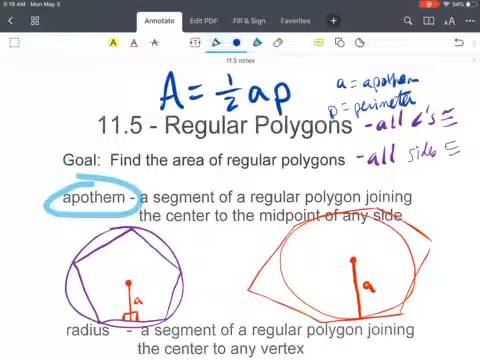 9:19 AM Mon May 3
34%
Annotate
Edit PDF
Fill & Sign
Favorites
11.5 notes
A = 1/2 ap
a = apothem
p = perimeter
11.5 - Regular Polygons
- all ∠'s ≅
Goal: Find the area of regular polygons
- all sides ≅
apothem - a segment of a regular polygon joining
the center to the midpoint of any side
a
a
radius - a segment of a regular polygon joining
the center to any vertex